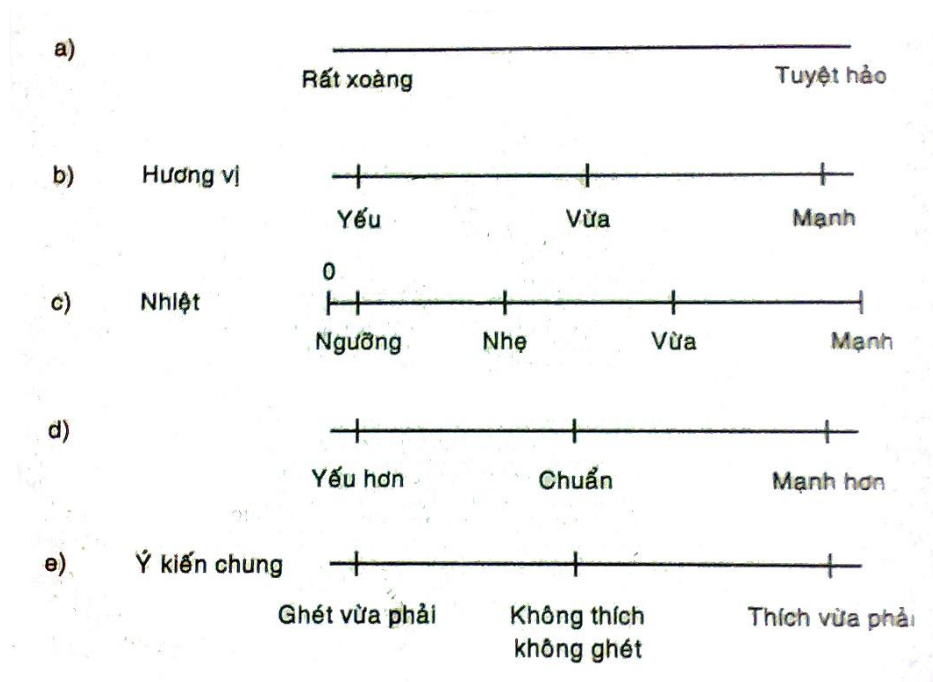 a)
Rất xoàng Tuyệt hảo
b) Hương vị
Yếu Vừa Mạnh
0
c) Nhiệt
Ngưỡng Nhẹ Vừa Mạnh
d)
Yếu hơn Chuẩn Mạnh hơn
e) Ý kiến chung
Ghét vừa phải Không thích Thích vừa phải
không ghét